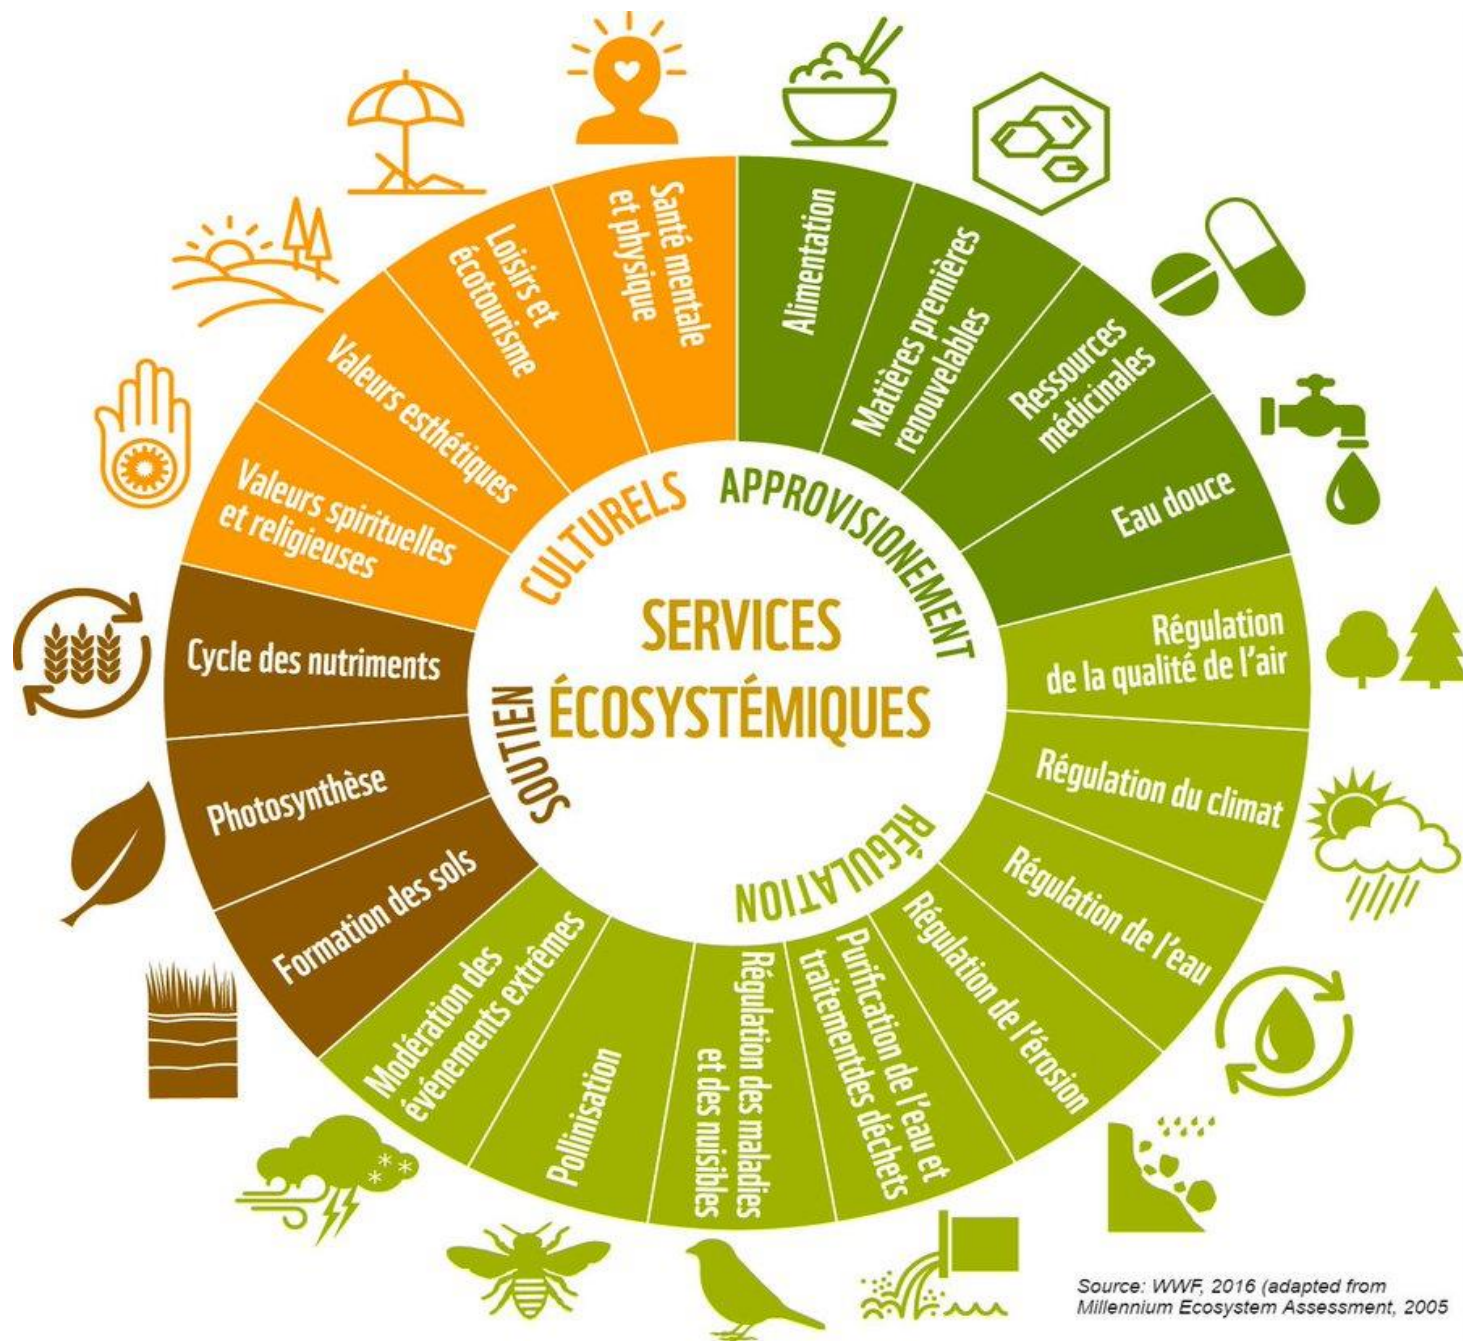 SERVICES
ÉCOSYSTÉMIQUES
APPROVISIONEMENT
Alimentation
Matières premières
renouvelables
Ressources
médicinales
Eau douce
RÉGULATION
Régulation
de la qualité de l'air
Régulation du climat
Régulation de l'eau
Régulation de l'érosion
Purification de l'eau et
traitementdes déchets
Régulation des maladies
et des nuisibles
Pollinisation
Modération des
événements extrêmes
SOUTIEN
Formation des sols
Photosynthèse
Cycle des nutriments
CULTURELS
Valeurs spirituelles
et religieuses
Valeurs esthétiques
Loisirs et
écotourisme
Santé mentale
et physique
Source: WWF, 2016 (adapted from
Millennium Ecosystem Assessment, 2005